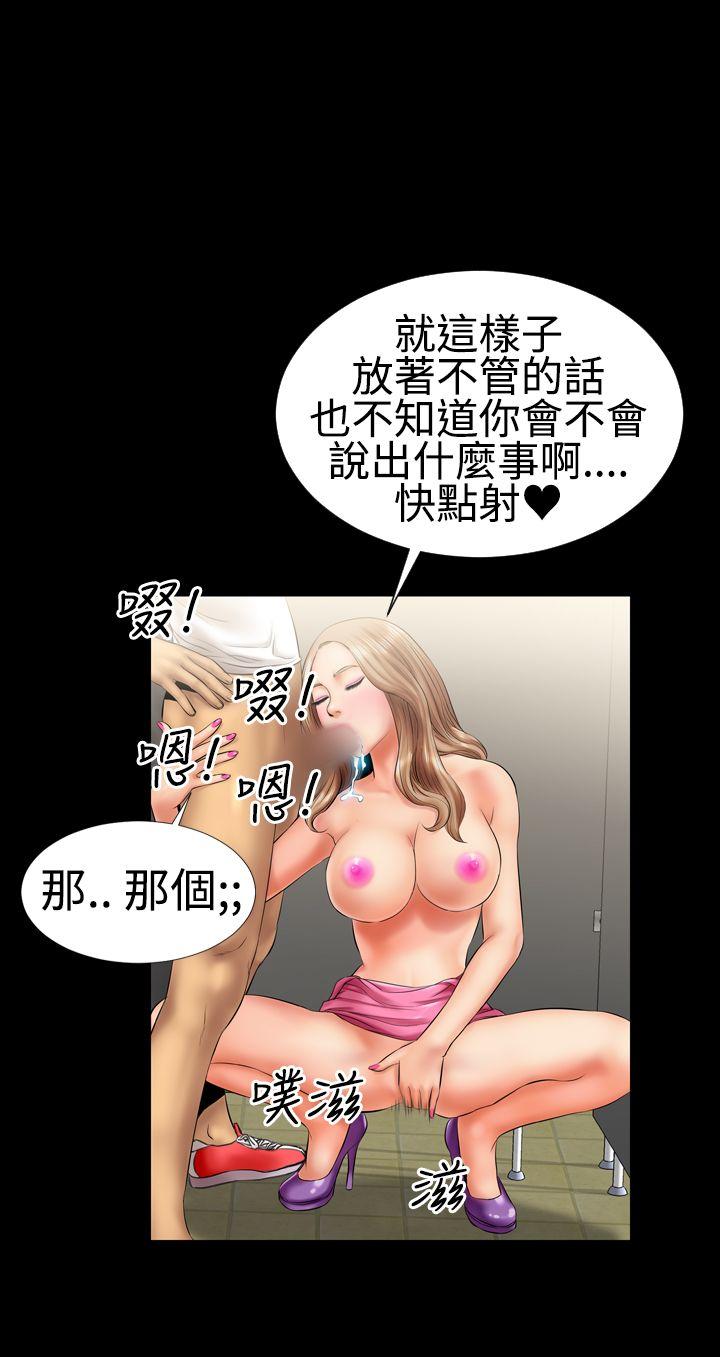 就這樣子
放著不管的話
也不知道你會不會
說出什麼事啊....
快點射♥
啜!
啜!
嗯!
嗯!
那.. 那個;;
噗滋
滋